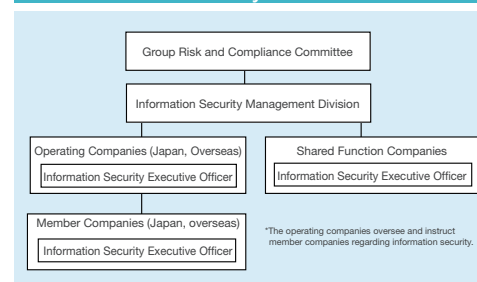 Group Risk and Compliance Committee
Information Security Management Division
Operating Companies (Japan, Overseas)
Information Security Executive Officer
Shared Function Companies
Information Security Executive Officer
Member Companies (Japan, overseas)
Information Security Executive Officer
*The operating companies oversee and instruct
member companies regarding information security.